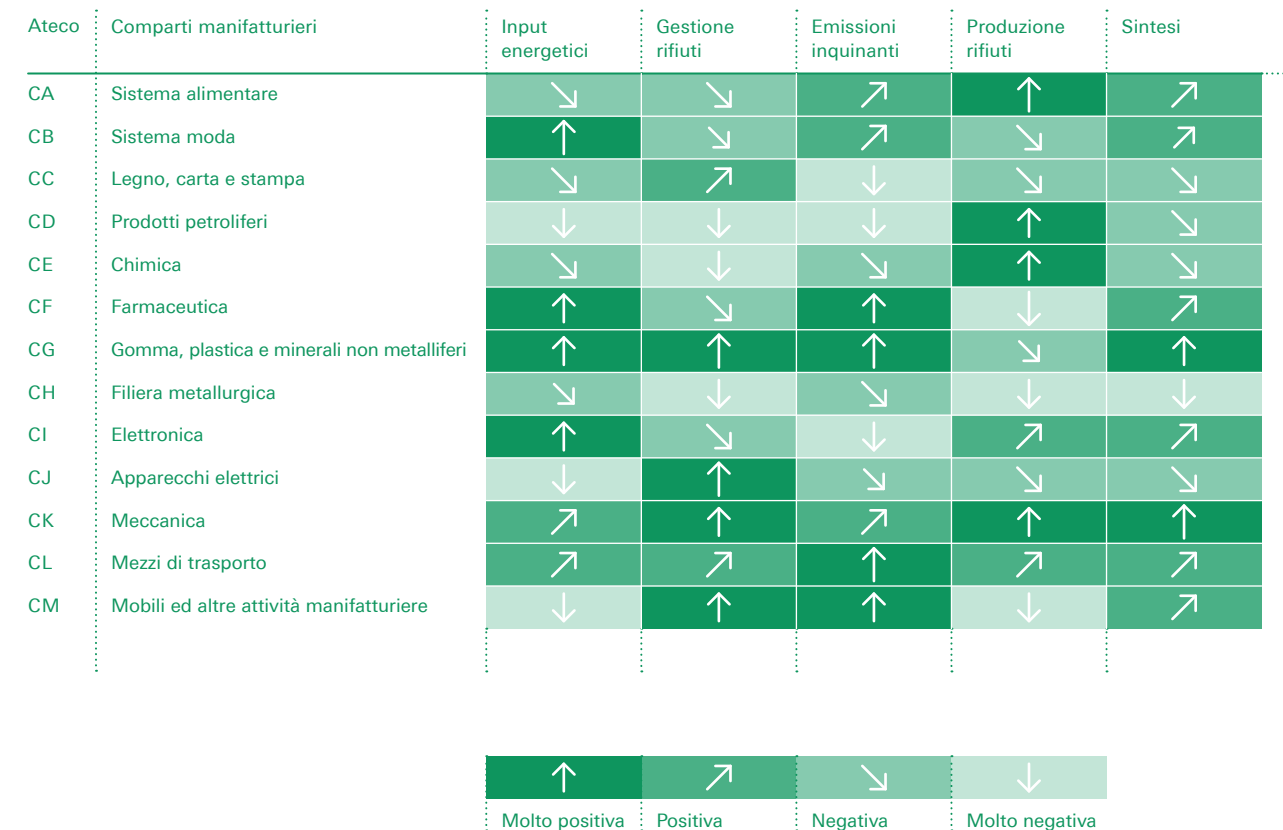 Ateco Comparti manifatturieri Input energetici Gestione rifiuti Emissioni inquinanti Produzione rifiuti Sintesi
CA Sistema alimentare ↘ ↘ ↗ ↑ ↗
CB Sistema moda ↑ ↘ ↗ ↘ ↗
CC Legno, carta e stampa ↘ ↗ ↓ ↘ ↘
CD Prodotti petroliferi ↓ ↓ ↓ ↑ ↘
CE Chimica ↘ ↓ ↘ ↑ ↘
CF Farmaceutica ↑ ↘ ↑ ↓ ↗
CG Gomma, plastica e minerali non metalliferi ↑ ↑ ↑ ↘ ↑
CH Filiera metallurgica ↘ ↓ ↘ ↓ ↓
CI Elettronica ↑ ↘ ↓ ↗ ↗
CJ Apparecchi elettrici ↓ ↑ ↘ ↘ ↘
CK Meccanica ↗ ↑ ↗ ↑ ↑
CL Mezzi di trasporto ↗ ↗ ↑ ↗ ↗
CM Mobili ed altre attività manifatturiere ↓ ↑ ↑ ↓ ↗
↑ ↗ ↘ ↓
Molto positiva Positiva Negativa Molto negativa